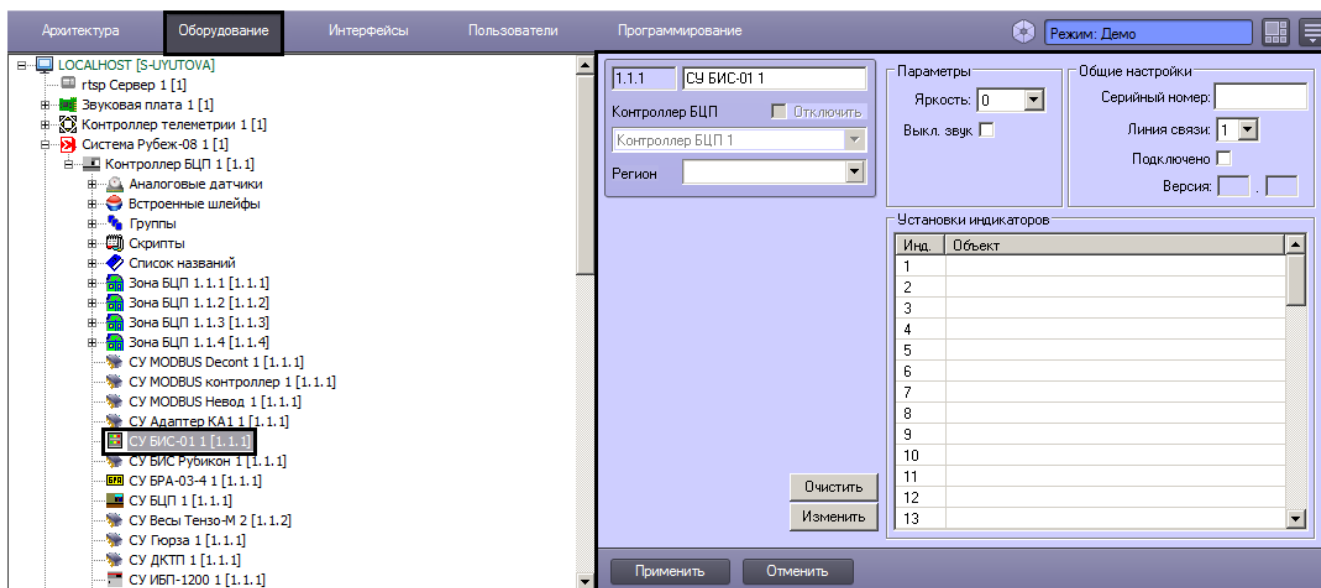 Архитектура Оборудование Интерфейсы Пользователи Программирование Режим: Демо
LOCALHOST [S-UYUTOVA]
rtsp Сервер 1 [1]
Звуковая плата 1 [1]
Контроллер телеметрии 1 [1]
Система Рубеж-08 1 [1]
Контроллер БЦП 1 [1.1]
Аналоговые датчики
Встроенные шлейфы
Группы
Скрипты
Список названий
Зона БЦП 1.1.1 [1.1.1]
Зона БЦП 1.1.2 [1.1.2]
Зона БЦП 1.1.3 [1.1.3]
Зона БЦП 1.1.4 [1.1.4]
СУ MODBUS Decont 1 [1.1.1]
СУ MODBUS контроллер 1 [1.1.1]
СУ MODBUS Невод 1 [1.1.1]
СУ Адаптер КА1 1 [1.1.1]
СУ БИС-01 1 [1.1.1]
СУ БИС Рубикон 1 [1.1.1]
СУ БРА-03-4 1 [1.1.1]
СУ БЦП 1 [1.1.1]
СУ Весы Тензо-М 2 [1.1.2]
СУ Гюрза 1 [1.1.1]
СУ ДКТП 1 [1.1.1]
СУ ИБП-1200 1 [1.1.1]
1.1.1 СУ БИС-01 1
Контроллер БЦП Отключить
Контроллер БЦП 1
Регион
Параметры
Яркость: 0
Выкл. звук
Общие настройки
Серийный номер:
Линия связи: 1
Подключено
Версия: .
Установки индикаторов
Инд. Объект
1
2
3
4
5
6
7
8
9
10
11
12
13
Очистить
Изменить
Применить Отменить